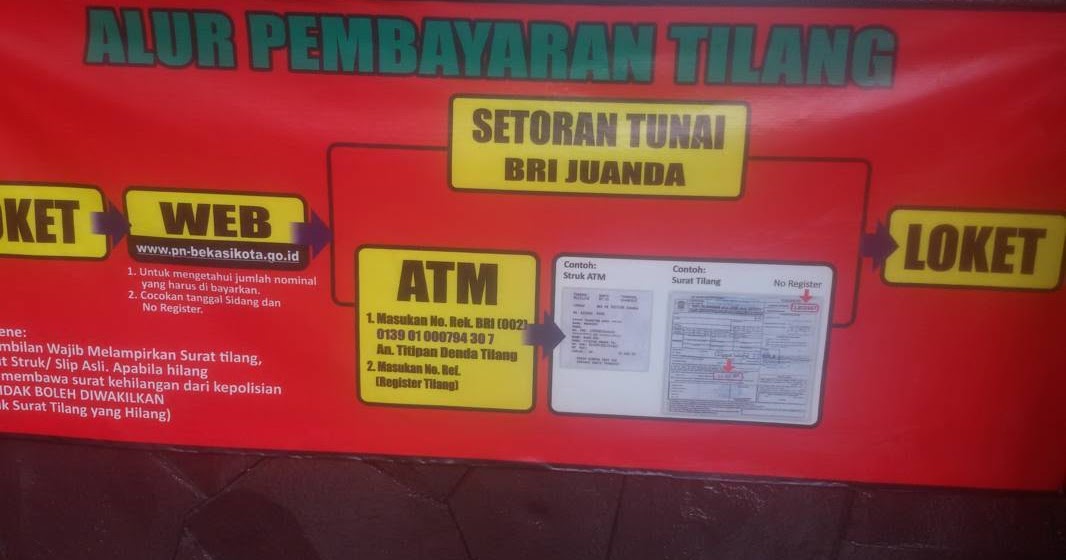 ALUR PEMBAYARAN TILANG
SETORAN TUNAI
BRI JUANDA
OKET
WEB
www.pn-bekasikota.go.id
1. Untuk mengetahui jumlah nominal
yang harus di bayarkan.
2. Cocokan tanggal Sidang dan
No Register.
ATM
1. Masukan No. Rek. BRI (002)
0139 01 000794 30 7
An. Titipan Denda Tilang
2. Masukan No. Ref.
(Register Tilang)
Contoh:
Struk ATM
Contoh:
Surat Tilang
No Register
LOKET
ene:
mbilan Wajib Melampirkan Surat tilang,
t Struk/ Slip Asli. Apabila hilang
membawa surat kehilangan dari kepolisian
IDAK BOLEH DIWAKILKAN
k Surat Tilang yang Hilang)